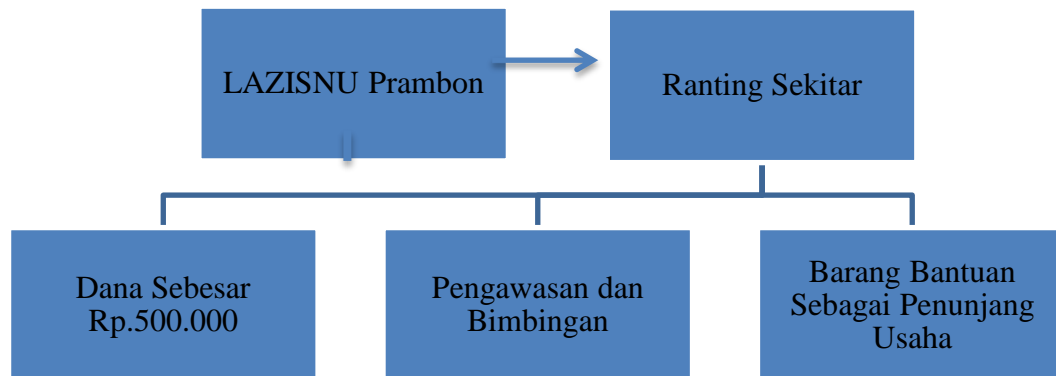 LAZISNU Prambon
Ranting Sekitar
Dana Sebesar
Rp.500.000
Pengawasan dan
Bimbingan
Barang Bantuan
Sebagai Penunjang
Usaha